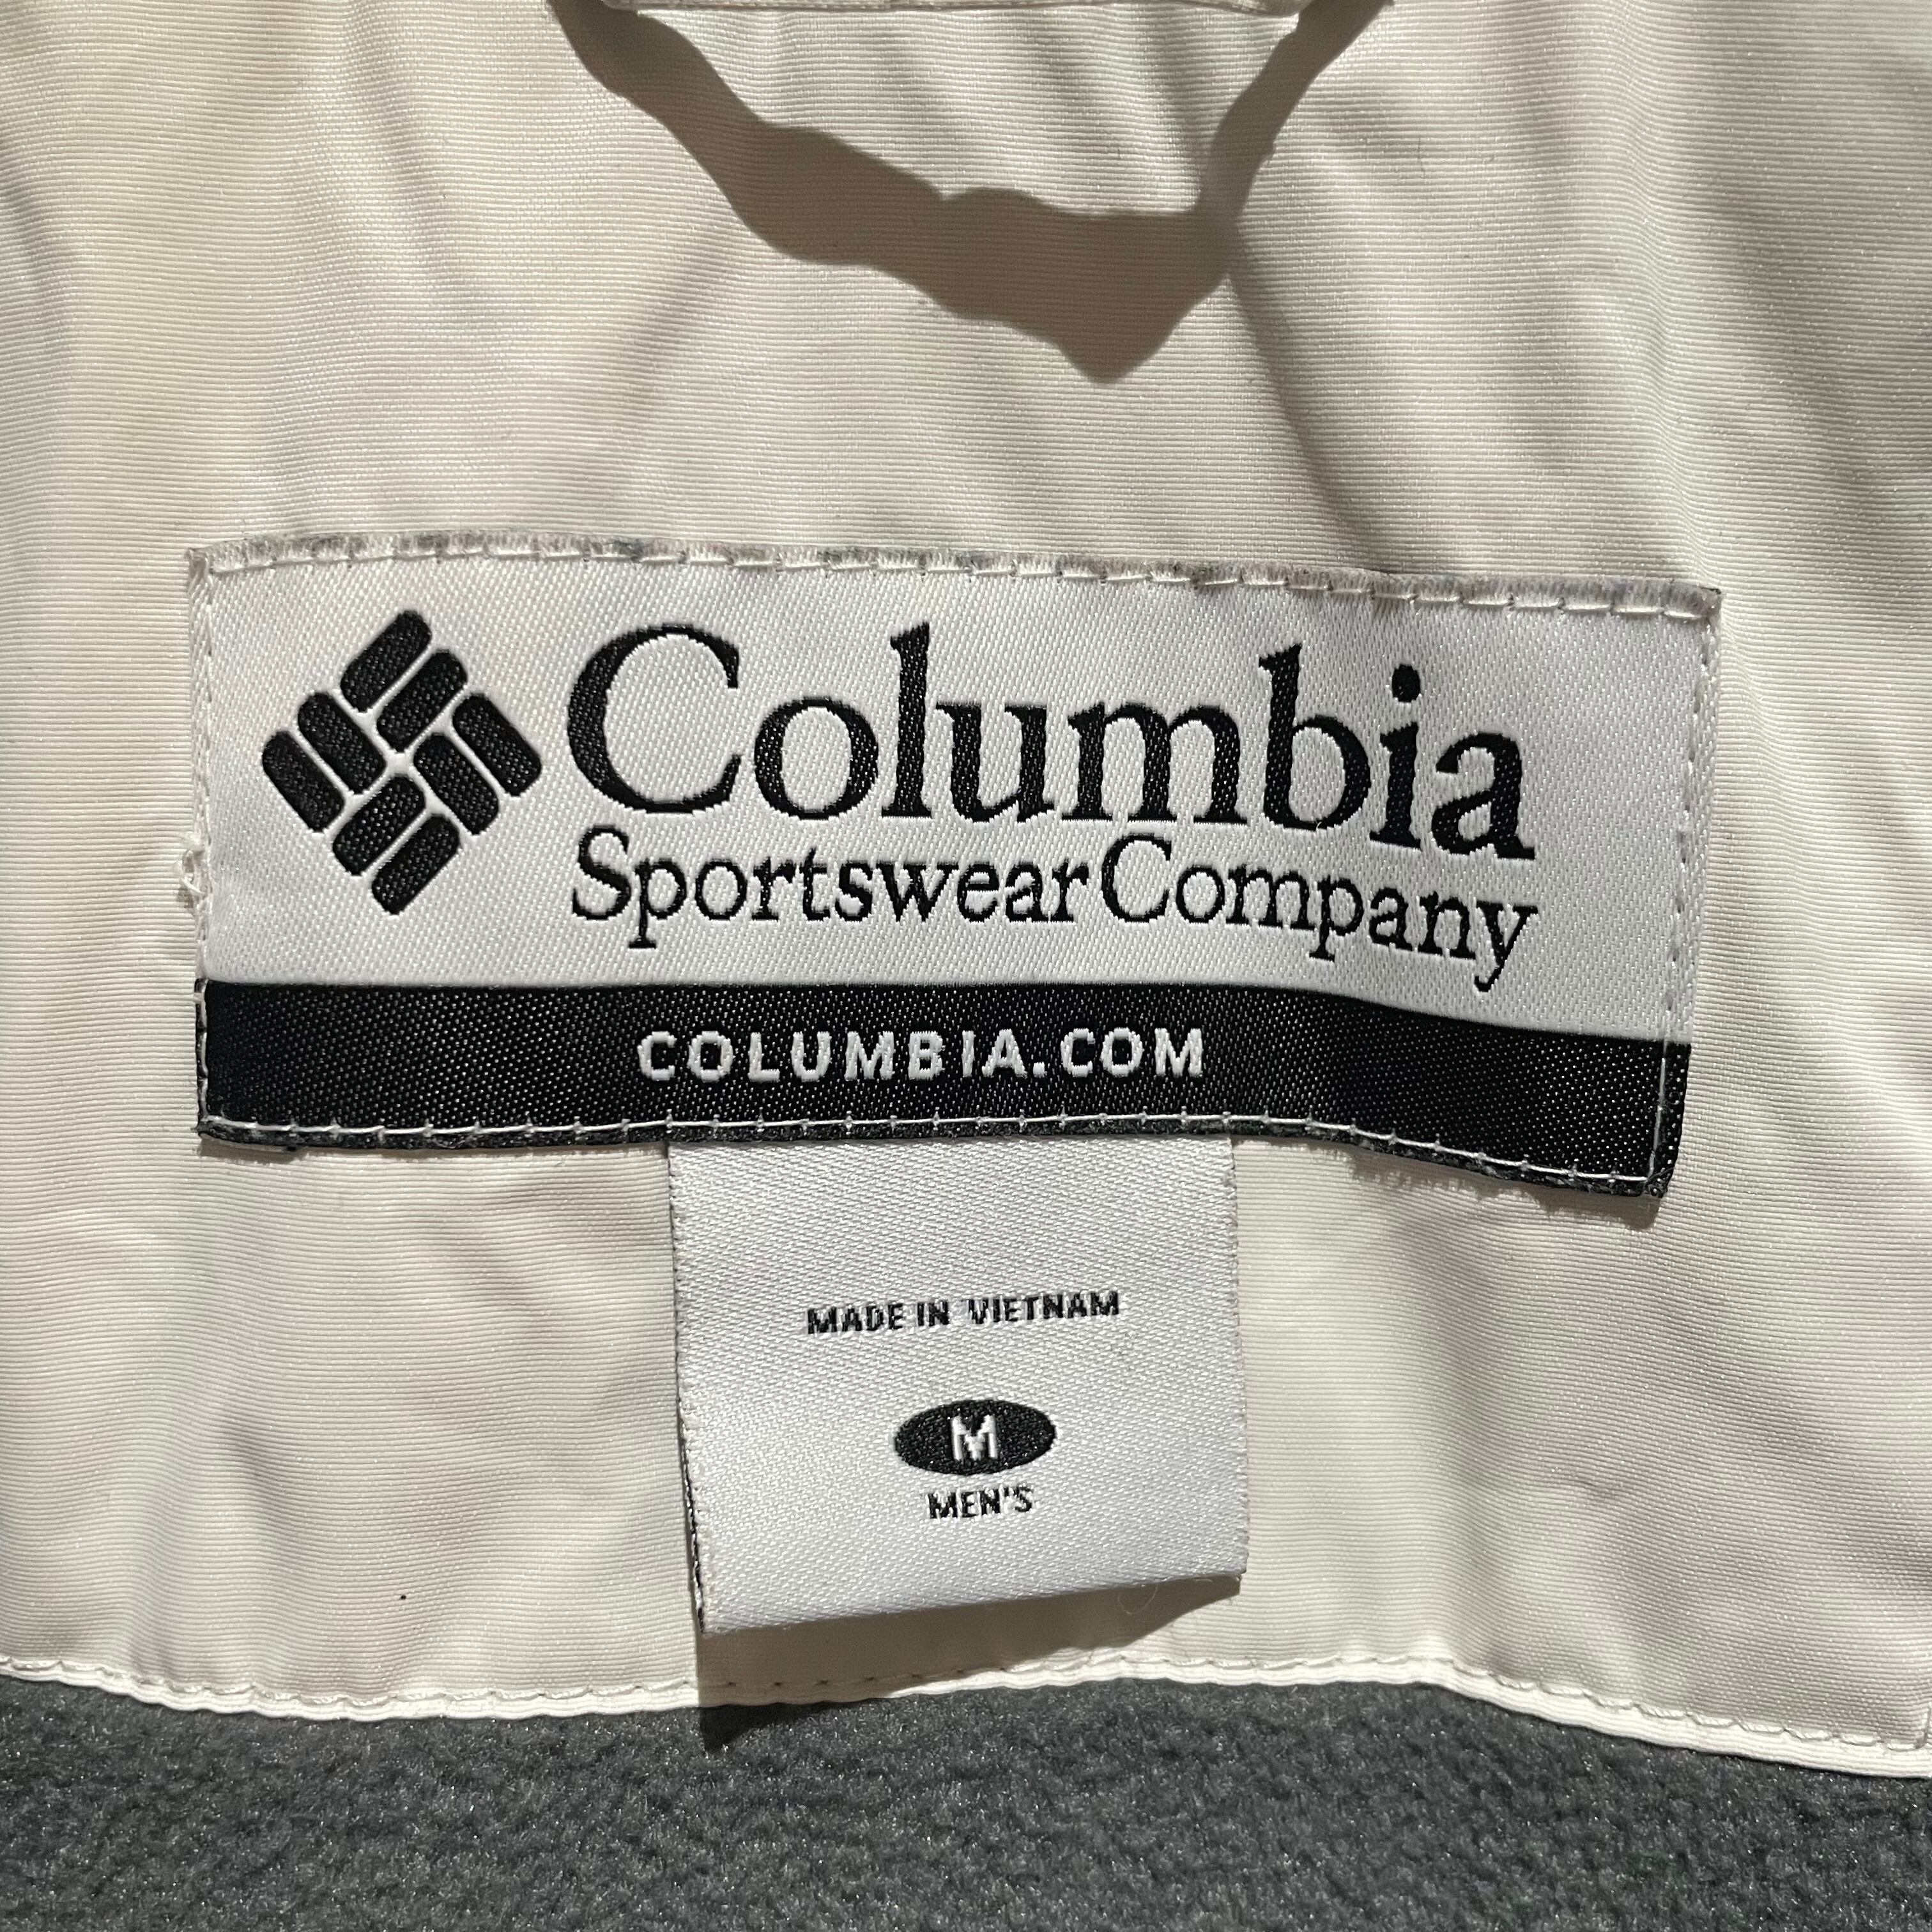 Columbia
Sportswear Company
COLUMBIA.COM
MADE IN VIETNAM
M
MEN'S